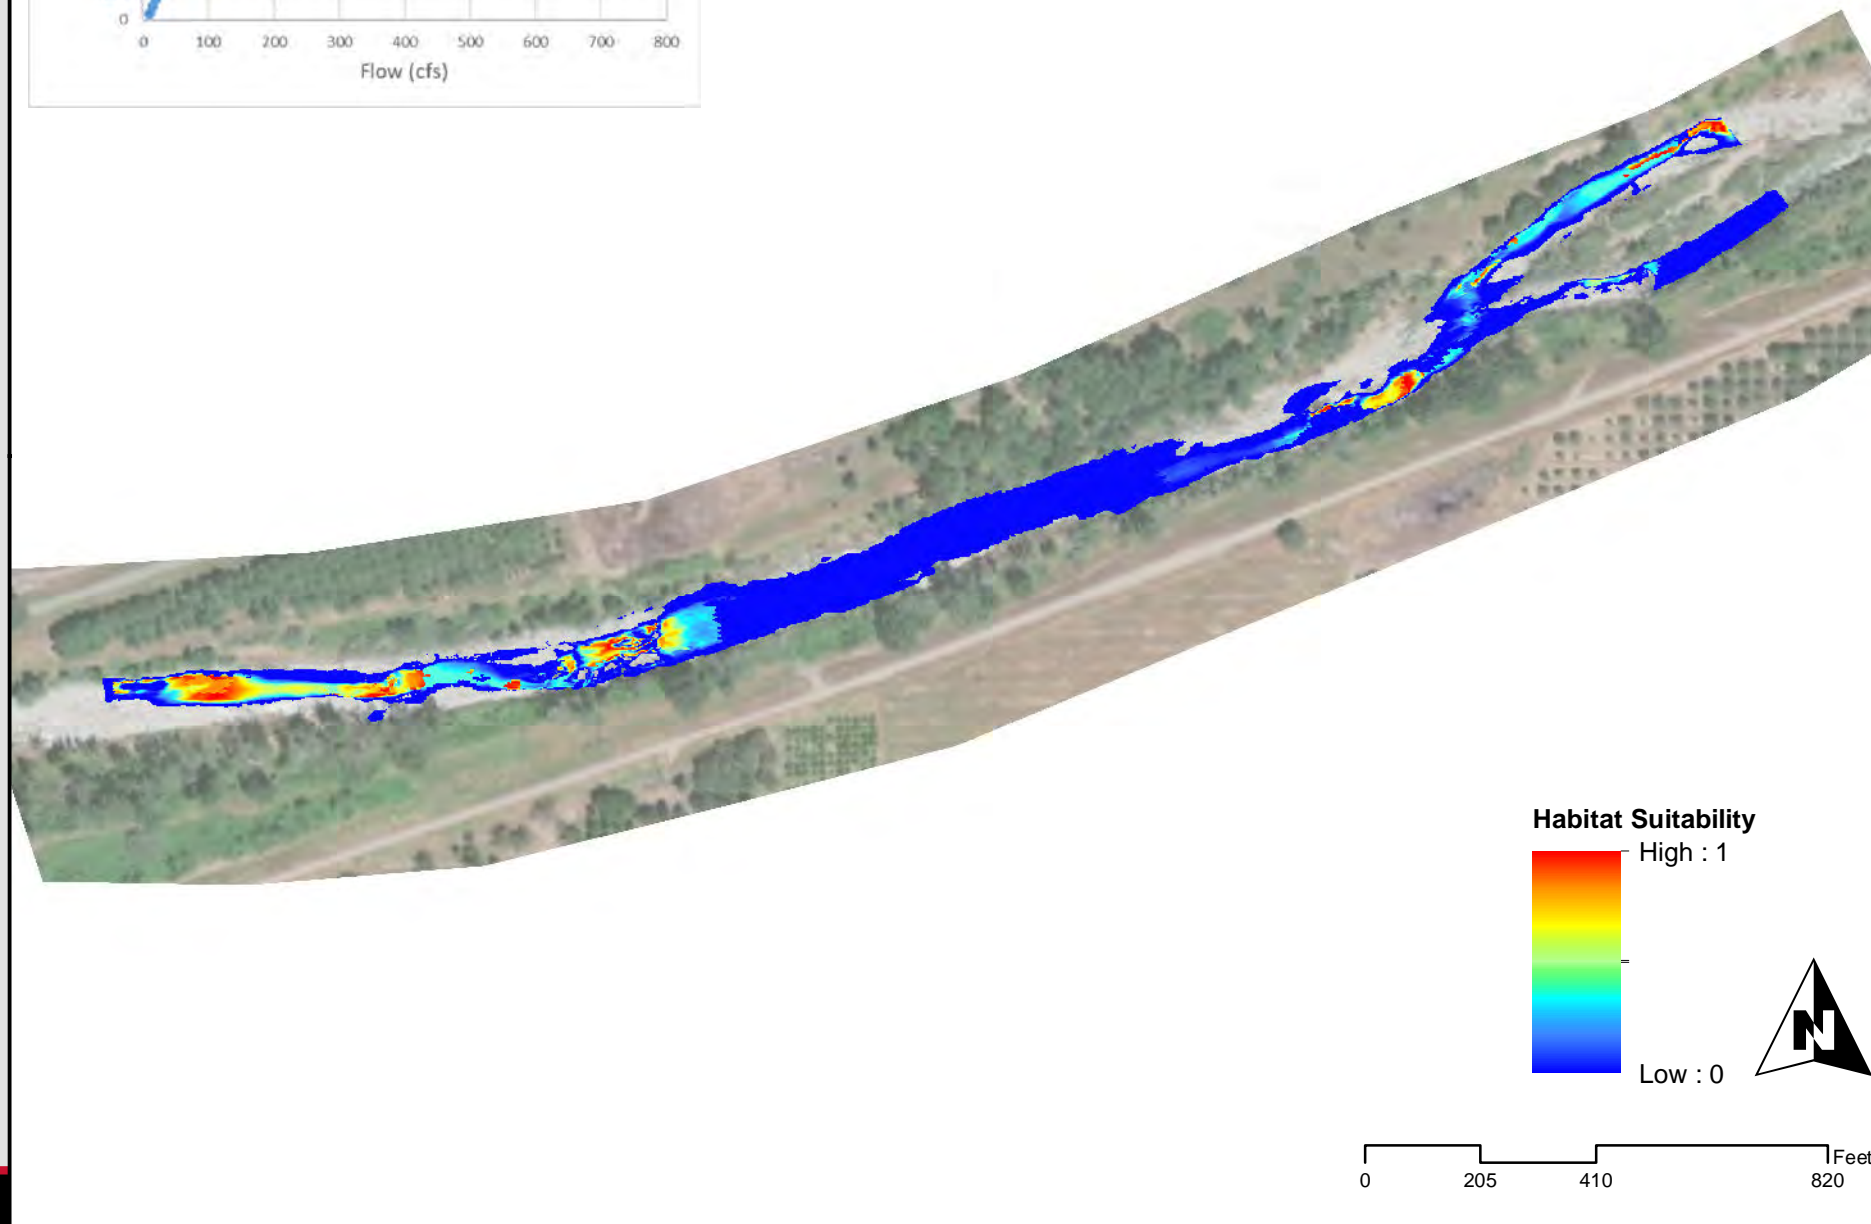 0
0 100 200 300 400 500 600 700 800
Flow (cfs)
Habitat Suitability
High : 1
Low : 0
N
Feet
0 205 410 820